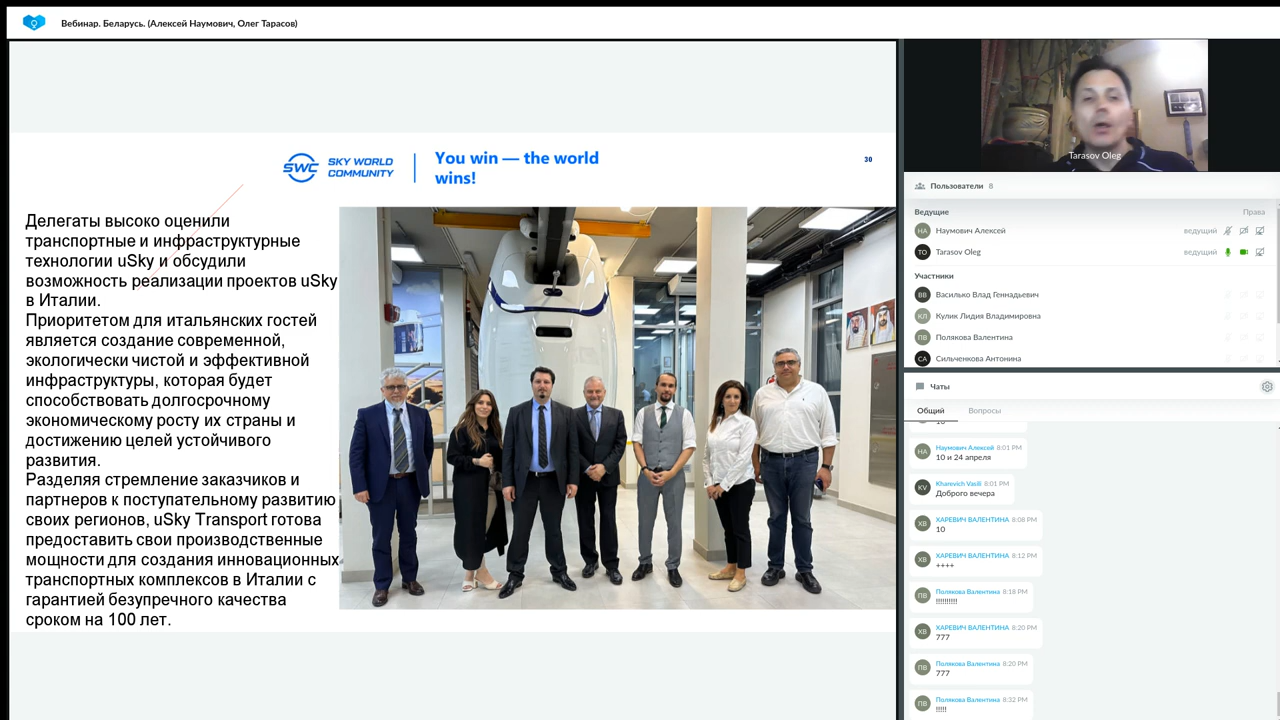 Вебинар. Беларусь. (Алексей Наумович, Олег Тарасов)
SWC
SKY WORLD
COMMUNITY
You win — the world
wins!
30
Делегаты высоко оценили
транспортные и инфраструктурные
технологии uSky и обсудили
возможность реализации проектов uSky
в Италии.
Приоритетом для итальянских гостей
является создание современной,
экологически чистой и эффективной
инфраструктуры, которая будет
способствовать долгосрочному
экономическому росту их страны и
достижению целей устойчивого
развития.
Разделяя стремление заказчиков и
партнеров к поступательному развитию
своих регионов, uSky Transport готова
предоставить свои производственные
мощности для создания инновационных
транспортных комплексов в Италии с
гарантией безупречного качества
сроком на 100 лет.
Tarasov Oleg
Пользователи 8
Ведущие Права
НА Наумович Алексей ведущий
TO Tarasov Oleg ведущий
Участники
ВВ Василько Влад Геннадьевич
КЛ Кулик Лидия Владимировна
ПВ Полякова Валентина
СА Сильченкова Антонина
Чаты
Общий Вопросы
НА Наумович Алексей 8:01 PM
10 и 24 апреля
KV Kharevich Vasili 8:01 PM
Доброго вечера
ХВ ХАРЕВИЧ ВАЛЕНТИНА 8:08 PM
10
ХВ ХАРЕВИЧ ВАЛЕНТИНА 8:12 PM
++++
ПВ Полякова Валентина 8:18 PM
!!!!!!!!!!
ХВ ХАРЕВИЧ ВАЛЕНТИНА 8:20 PM
777
ПВ Полякова Валентина 8:20 PM
777
ПВ Полякова Валентина 8:32 PM
!!!!!